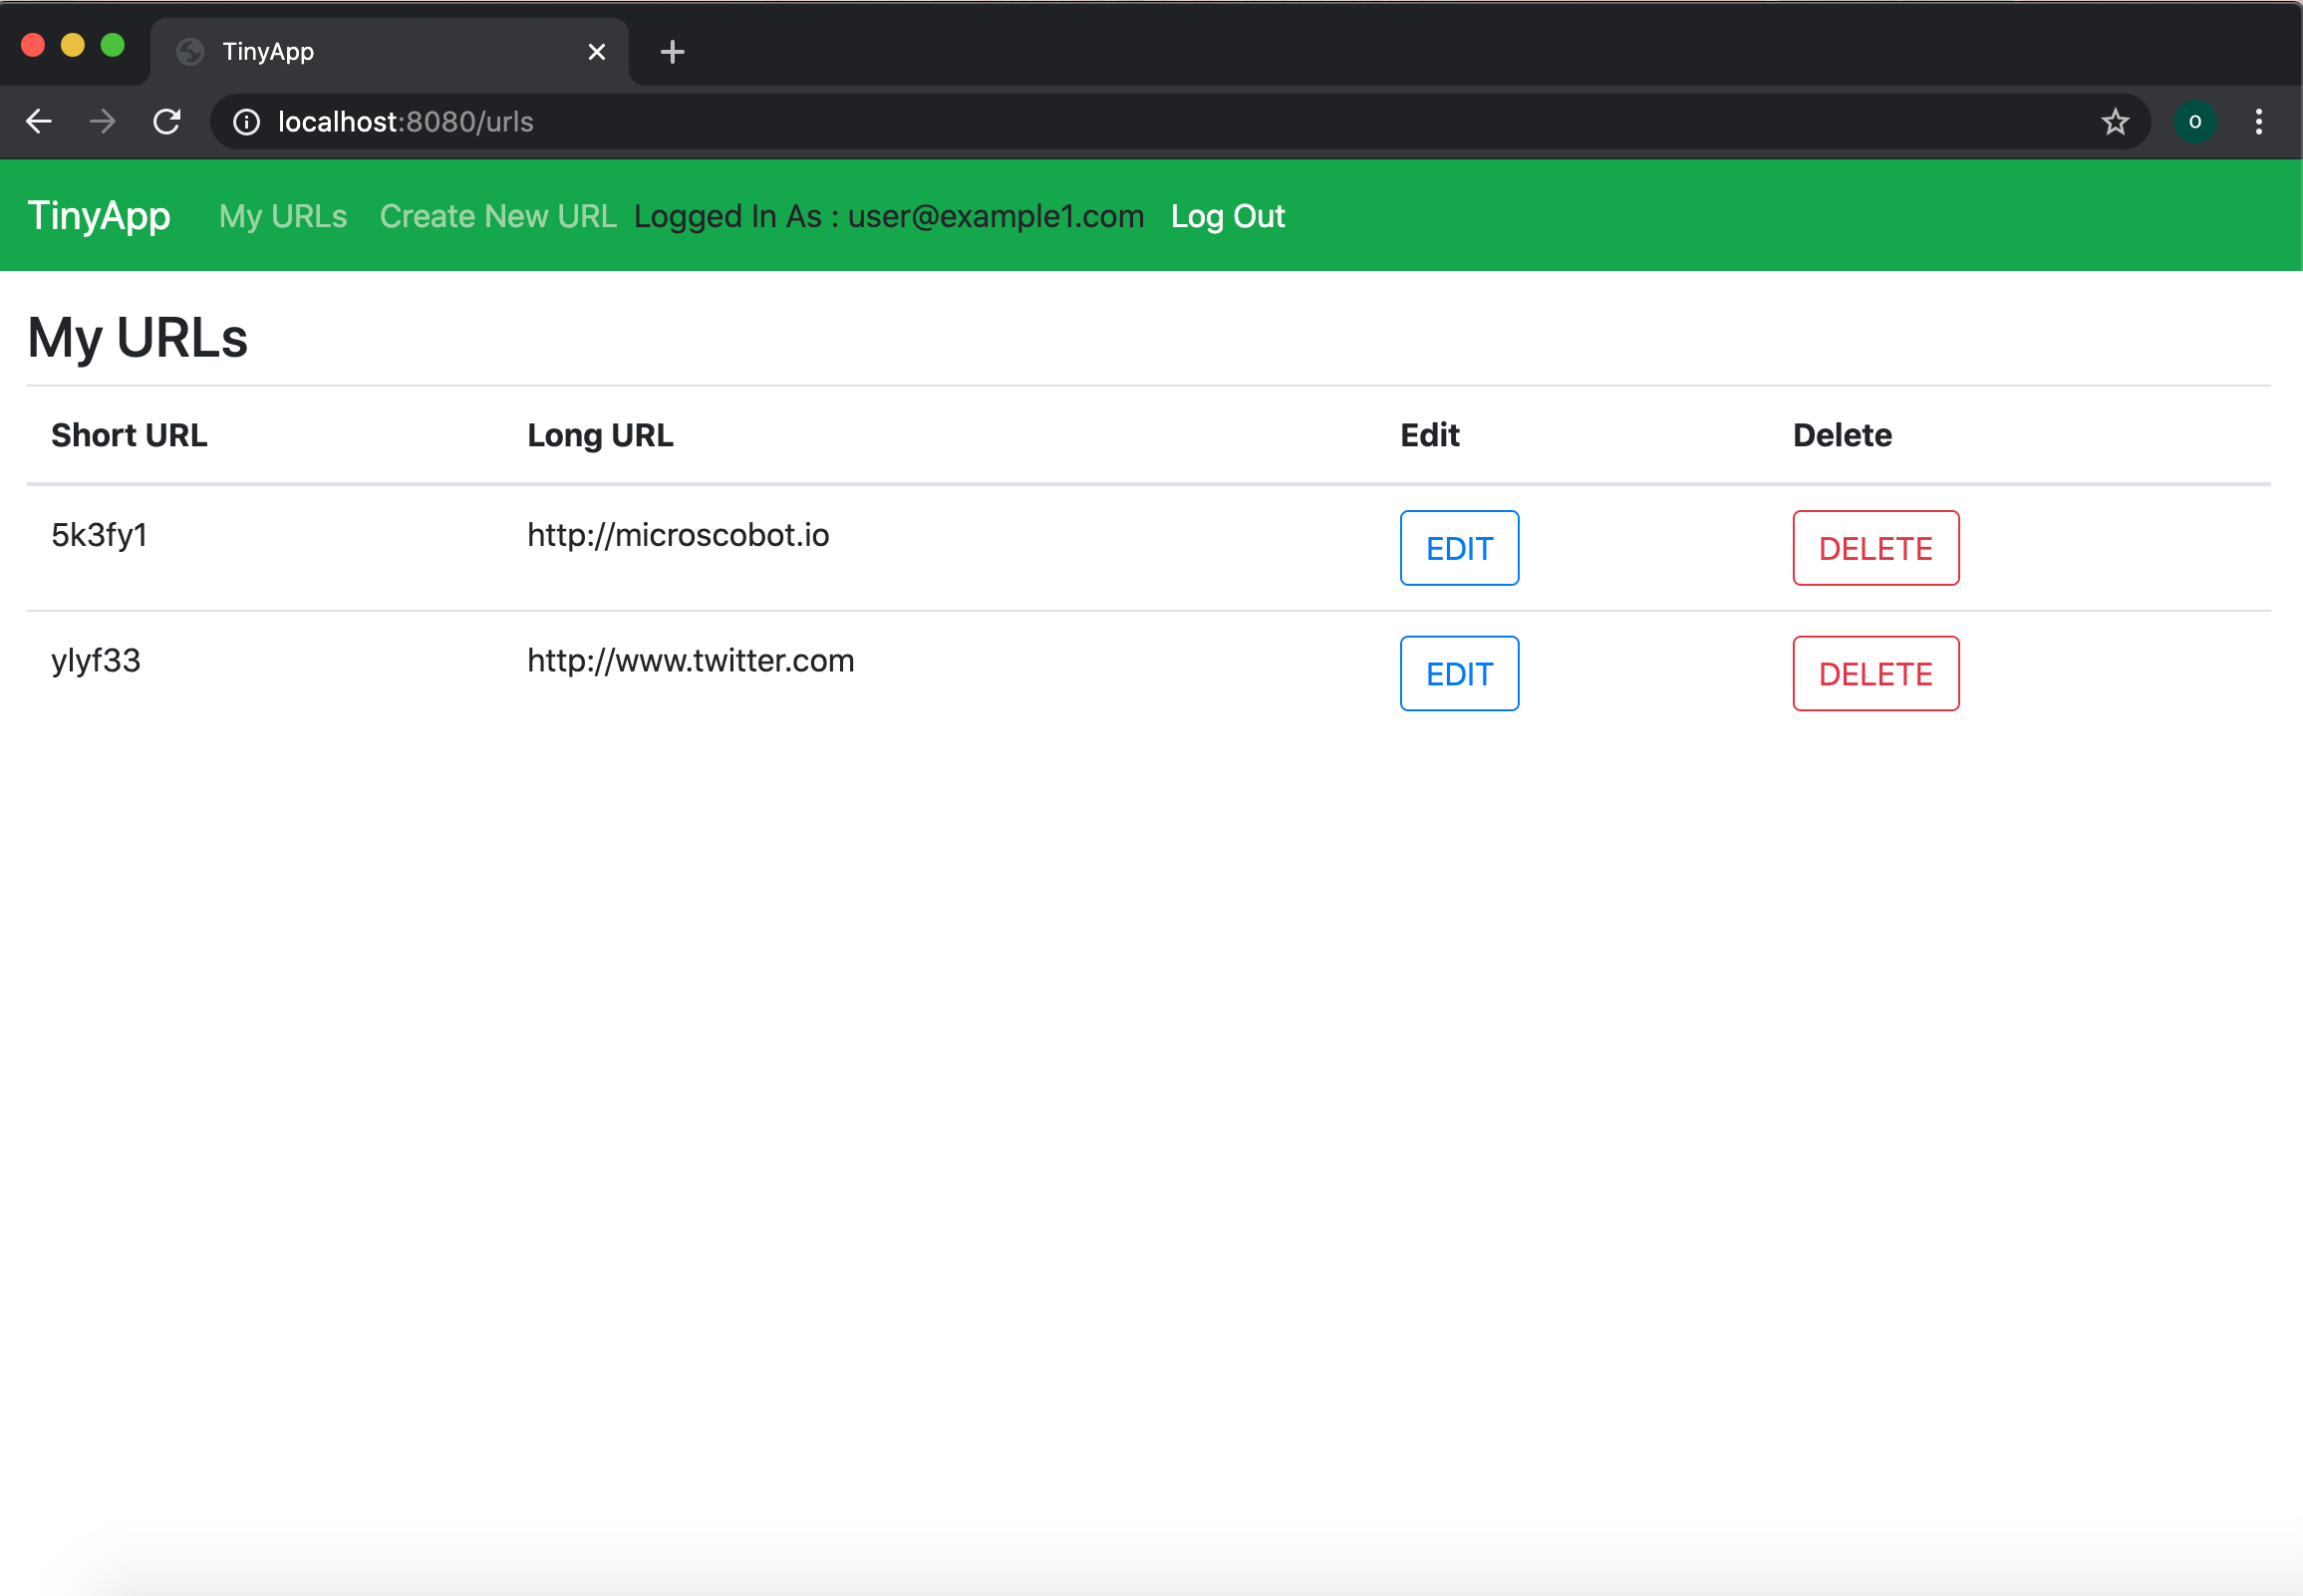 TinyApp
localhost:8080/urls
o
TinyApp My URLs Create New URL Logged In As : user@example1.com Log Out
My URLs
Short URL Long URL Edit Delete
5k3fy1 http://microscobot.io EDIT DELETE
ylyf33 http://www.twitter.com EDIT DELETE